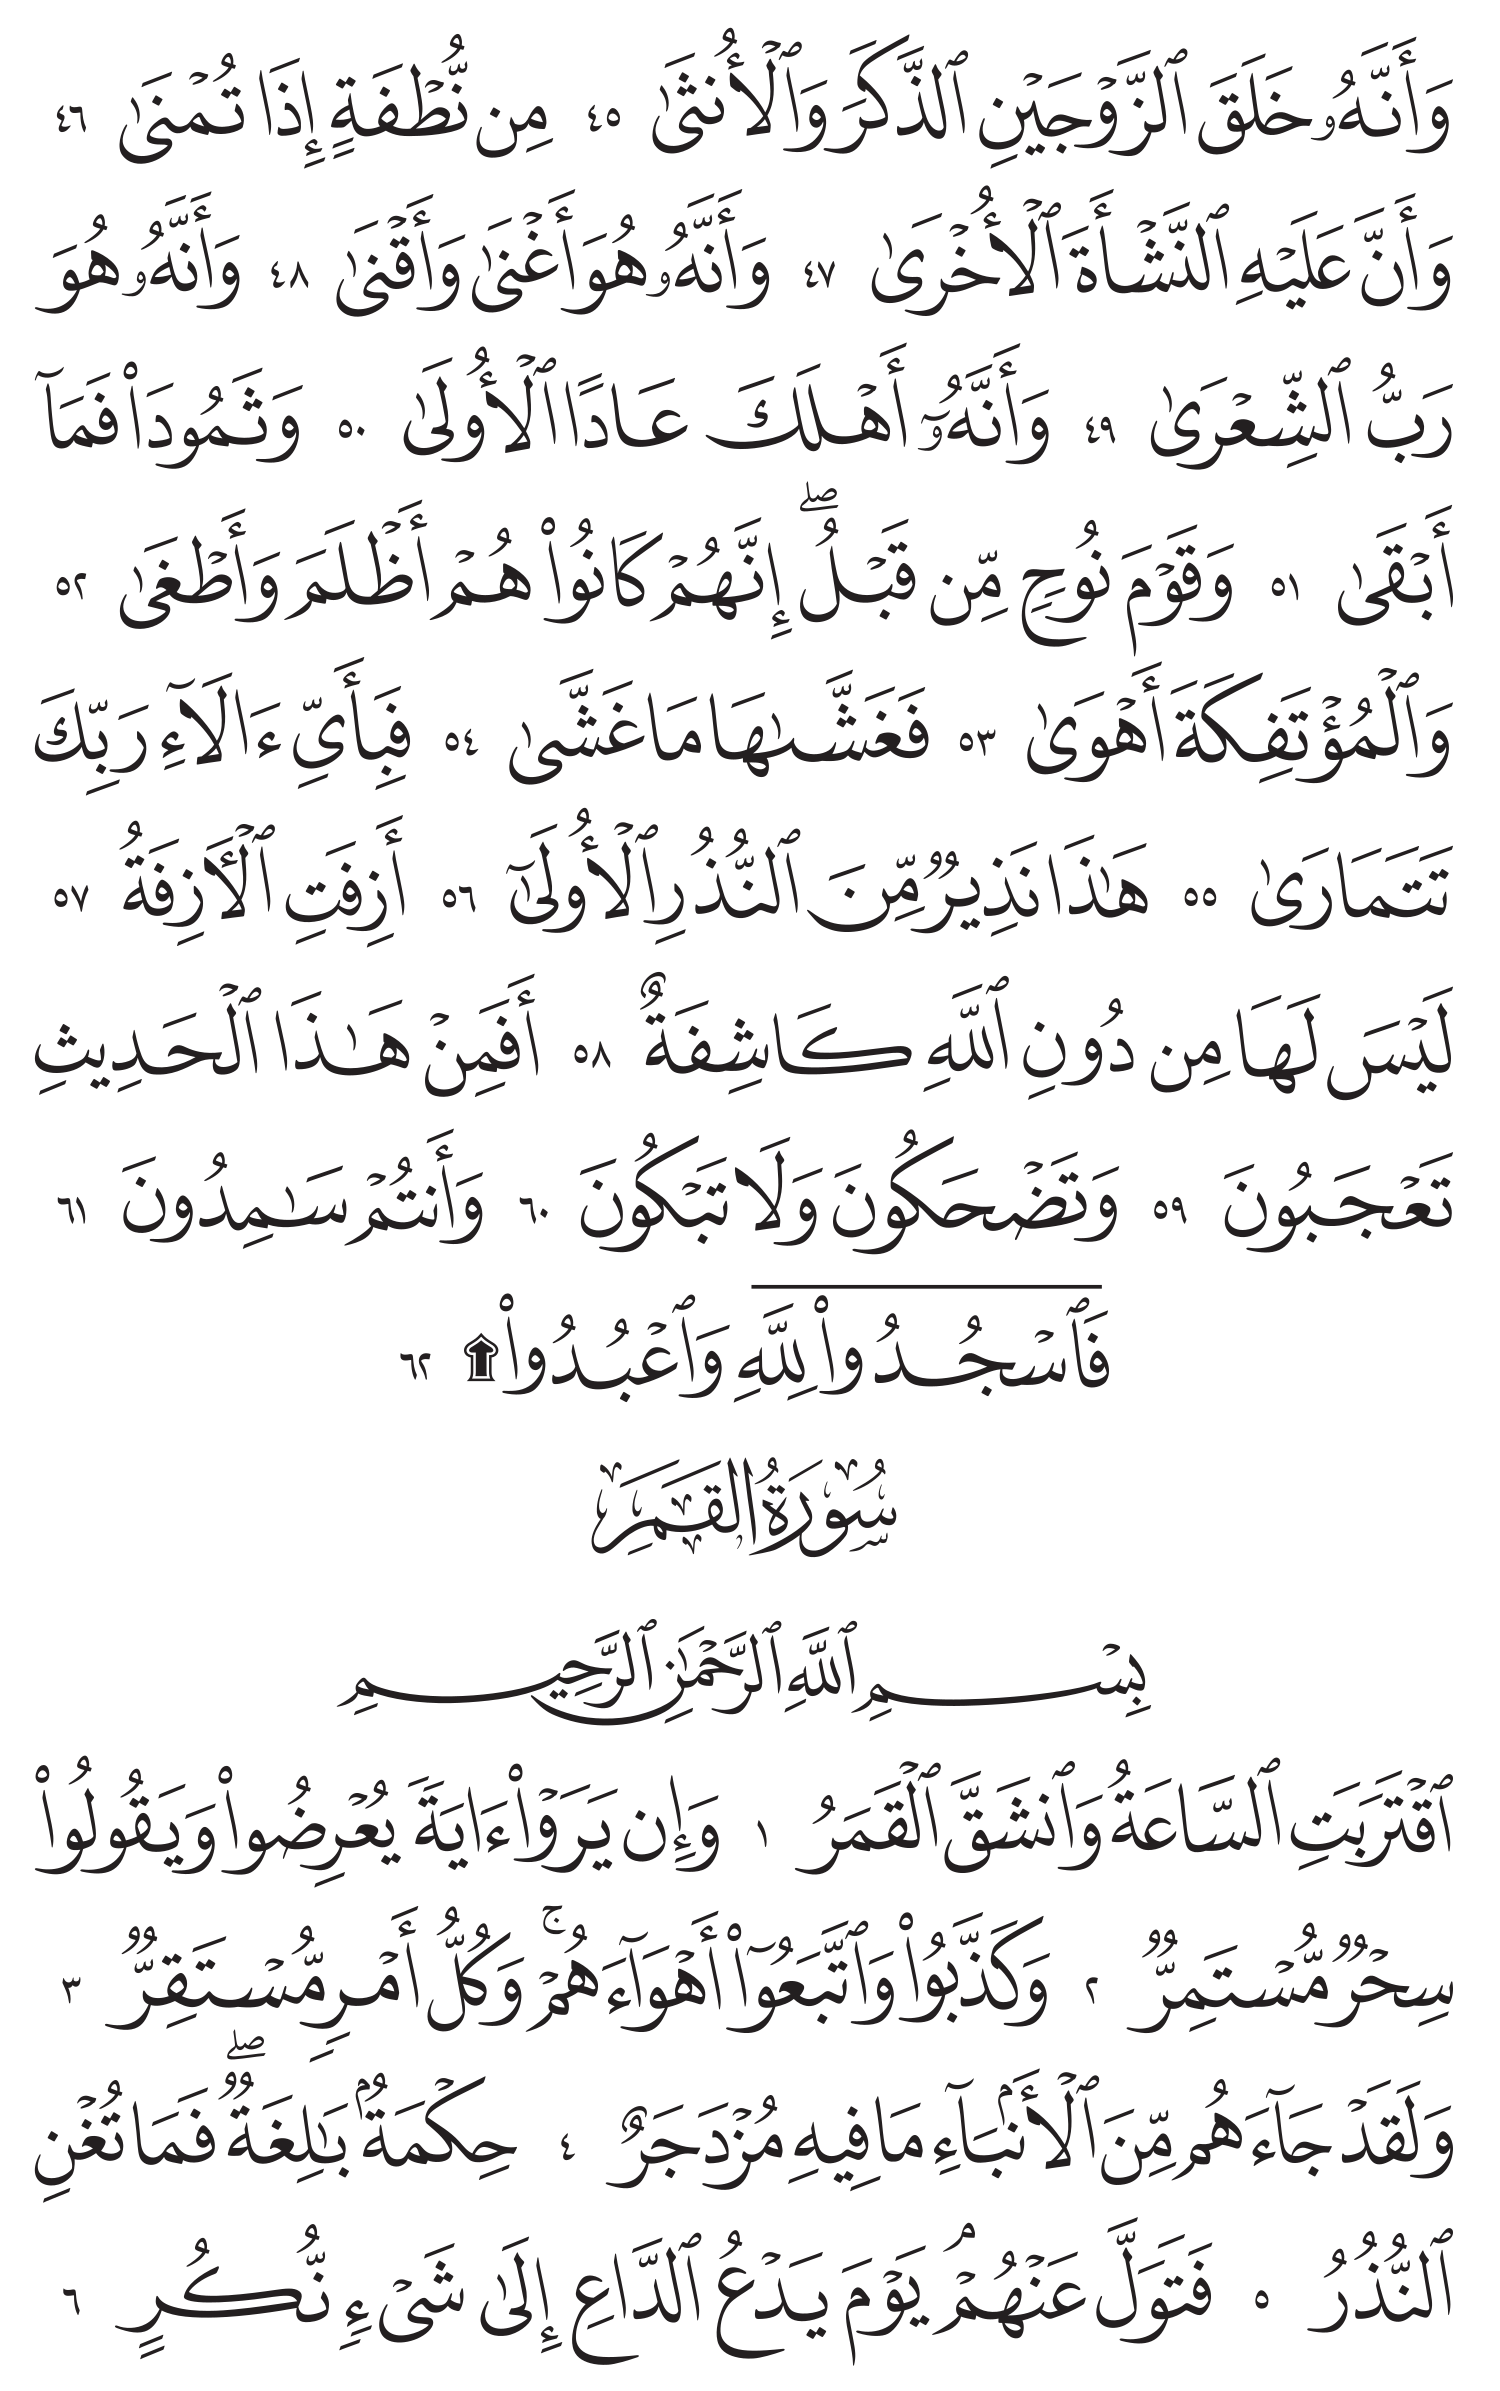 وَأَنَّهُۥ خَلَقَ ٱلزَّوۡجَيۡنِ ٱلذَّكَرَ وَٱلۡأُنثَىٰ ٤٥ مِن نُّطۡفَةٍ إِذَا تُمۡنَىٰ ٤٦
وَأَنَّ عَلَيۡهِ ٱلنَّشۡأَةَ ٱلۡأُخۡرَىٰ ٤٧ وَأَنَّهُۥ هُوَ أَغۡنَىٰ وَأَقۡنَىٰ ٤٨ وَأَنَّهُۥ هُوَ
رَبُّ ٱلشِّعۡرَىٰ ٤٩ وَأَنَّهُۥٓ أَهۡلَكَ عَادًا ٱلۡأُولَىٰ ٥٠ وَثَمُودَاْ فَمَآ
أَبۡقَىٰ ٥١ وَقَوۡمَ نُوحٖ مِّن قَبۡلُۖ إِنَّهُمۡ كَانُواْ هُمۡ أَظۡلَمَ وَأَطۡغَىٰ ٥٢
وَٱلۡمُؤۡتَفِكَةَ أَهۡوَىٰ ٥٣ فَغَشَّىٰهَا مَا غَشَّىٰ ٥٤ فَبِأَيِّ ءَالَآءِ رَبِّكَ
تَتَمَارَىٰ ٥٥ هَٰذَا نَذِيرٞ مِّنَ ٱلنُّذُرِ ٱلۡأُولَىٰٓ ٥٦ أَزِفَتِ ٱلۡأٓزِفَةُ ٥٧
لَيۡسَ لَهَا مِن دُونِ ٱللَّهِ كَاشِفَةٌ ٥٨ أَفَمِنۡ هَٰذَا ٱلۡحَدِيثِ
تَعۡجَبُونَ ٥٩ وَتَضۡحَكُونَ وَلَا تَبۡكُونَ ٦٠ وَأَنتُمۡ سَٰمِدُونَ ٦١
فَٱسۡجُدُواْ لِلَّهِ وَٱعۡبُدُواْ۩ ٦٢
سُورَةُ القَمَرِ
بِسۡمِ ٱللَّهِ ٱلرَّحۡمَٰنِ ٱلرَّحِيمِ
ٱقۡتَرَبَتِ ٱلسَّاعَةُ وَٱنشَقَّ ٱلۡقَمَرُ ١ وَإِن يَرَوۡاْ ءَايَةٗ يُعۡرِضُواْ وَيَقُولُواْ
سِحۡرٞ مُّسۡتَمِرّٞ ٢ وَكَذَّبُواْ وَٱتَّبَعُوٓاْ أَهۡوَآءَهُمۡۚ وَكُلُّ أَمۡرٖ مُّسۡتَقِرّٞ ٣
وَلَقَدۡ جَآءَهُم مِّنَ ٱلۡأَنۢبَآءِ مَا فِيهِ مُزۡدَجَرٌ ٤ حِكۡمَةُۢ بَٰلِغَةٞۖ فَمَا تُغۡنِ
ٱلنُّذُرُ ٥ فَتَوَلَّ عَنۡهُمۡۘ يَوۡمَ يَدۡعُ ٱلدَّاعِ إِلَىٰ شَيۡءٖ نُّكُرٍ ٦